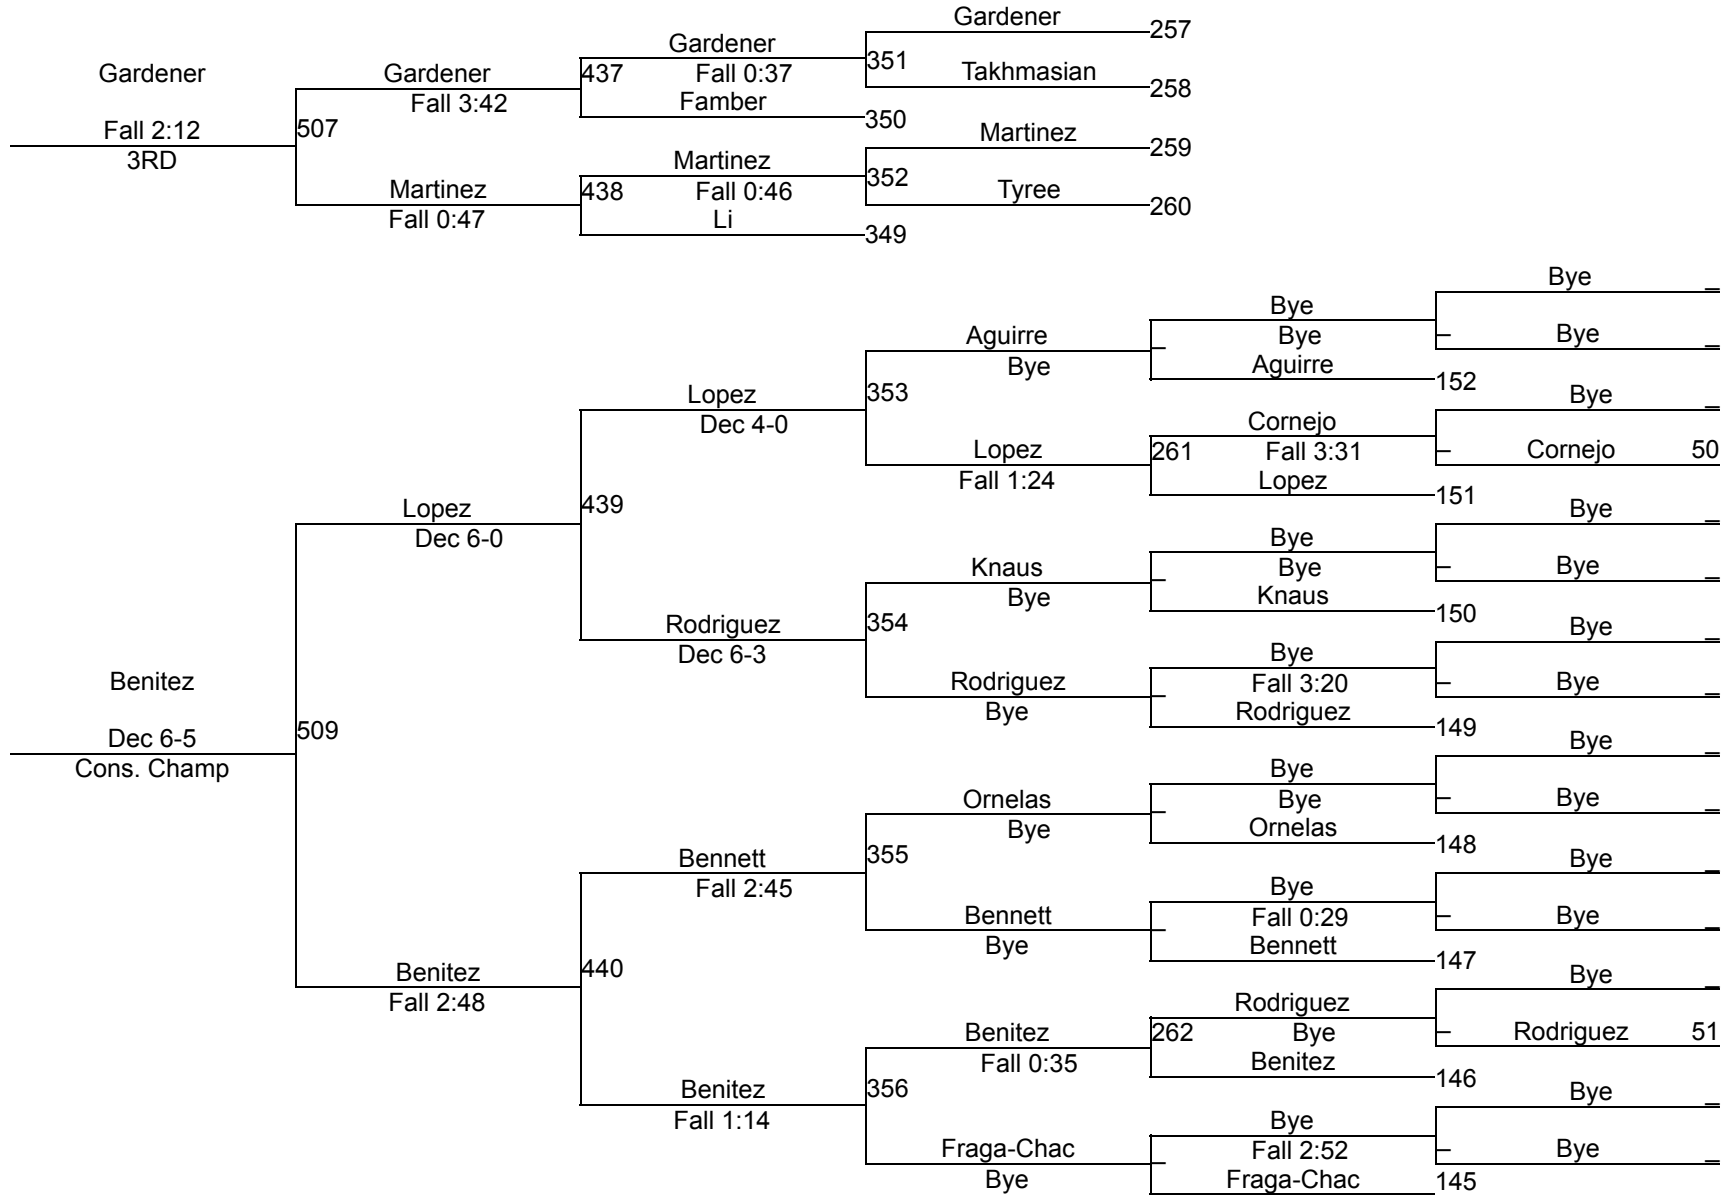 Gardener
257
Gardener
351
Takhmasian
Gardener
Gardener
437
Fall 0:37
258
Fall 3:42
Famber
350
Fall 2:12
507
Martinez
259
3RD
Martinez
352
Martinez
438
Fall 0:46
Tyree
260
Fall 0:47
Li
349
Bye _
Bye
Bye
_ Bye _
Aguirre
_
Bye
Aguirre
152
Lopez
353
Bye _
Dec 4-0
Cornejo
Lopez
261
Fall 3:31
_ Cornejo 50
Fall 1:24
Lopez
151
Lopez
439
Bye _
Dec 6-0
Bye
Knaus
_
Bye
_ Bye _
Bye
Knaus
150
Rodriguez
354
Bye _
Dec 6-3
Bye
Benitez
Rodriguez
_
Fall 3:20
_ Bye _
Bye
Rodriguez
149
Dec 6-5
509
Bye _
Cons. Champ
Bye
Ornelas
_
Bye
_ Bye _
Bye
Ornelas
148
Bennett
355
Bye _
Fall 2:45
Bye
Bennett
_
Fall 0:29
_ Bye _
Bye
Bennett
147
Benitez
440
Bye _
Fall 2:48
Rodriguez
Benitez
262
Bye
_ Rodriguez 51
Fall 0:35
Benitez
146
Benitez
356
Bye _
Fall 1:14
Bye
Fraga-Chac
_
Fall 2:52
_ Bye _
Bye
Fraga-Chac
145